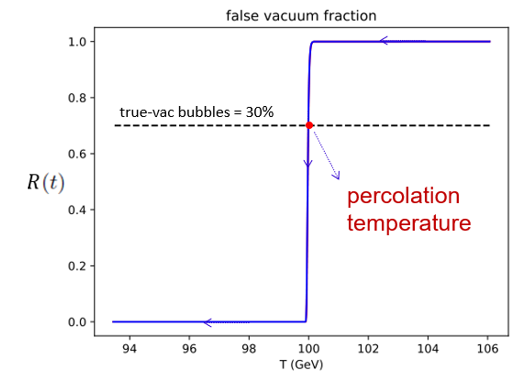 false vacuum fraction
1.0
0.8
true-vac bubbles = 30%
0.6
R(t)
percolation
temperature
0.4
0.2
0.0
94 96 98 100 102 104 106
T (GeV)